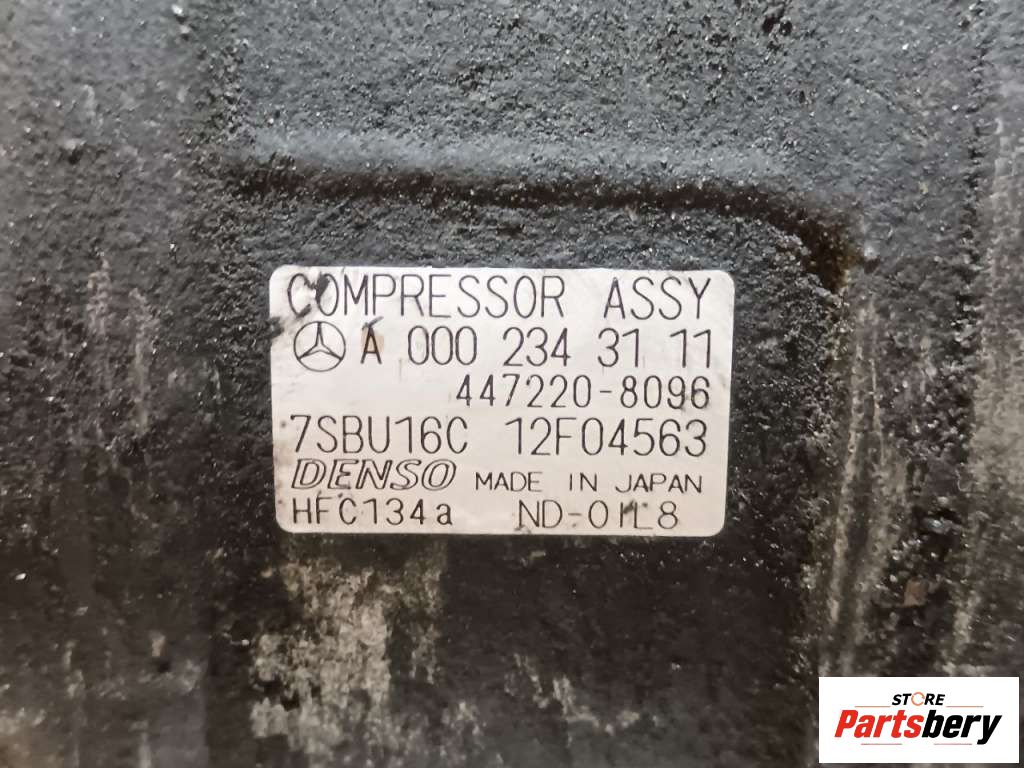 COMPRESSOR ASSY
A 000 234 31 11
447220-8096
7SBU16C 12F04563
DENSO MADE IN JAPAN
HFC134a ND-OIL8
STORE
Partsbery